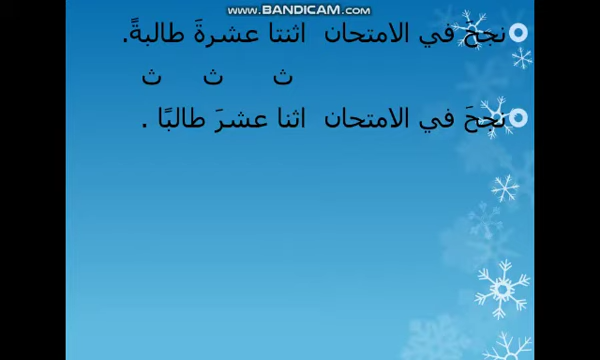 www.BANDICAM.com
نجحَ في الامتحان اثنتا عشرةَ طالبةً.
ث ث ث
نجحَ في الامتحان اثنا عشرَ طالبًا .